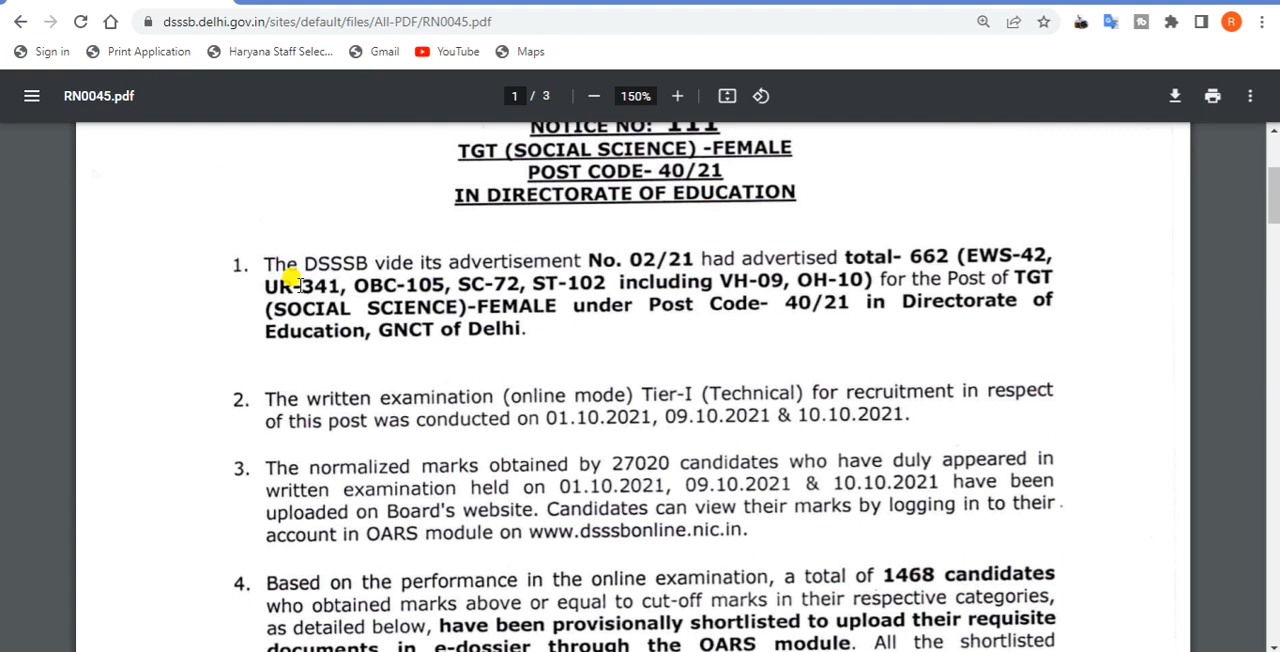 dsssb.delhi.gov.in/sites/default/files/All-PDF/RN0045.pdf
R
Sign in Print Application Haryana Staff Selec... Gmail YouTube Maps
RN0045.pdf 1 / 3 150%
NOTICE NO: 111
TGT (SOCIAL SCIENCE) -FEMALE
POST CODE- 40/21
IN DIRECTORATE OF EDUCATION
1. The DSSSB vide its advertisement No. 02/21 had advertised total- 662 (EWS-42,
UR-341, OBC-105, SC-72, ST-102 including VH-09, OH-10) for the Post of TGT
(SOCIAL SCIENCE)-FEMALE under Post Code- 40/21 in Directorate of
Education, GNCT of Delhi.
2. The written examination (online mode) Tier-I (Technical) for recruitment in respect
of this post was conducted on 01.10.2021, 09.10.2021 & 10.10.2021.
3. The normalized marks obtained by 27020 candidates who have duly appeared in
written examination held on 01.10.2021, 09.10.2021 & 10.10.2021 have been
uploaded on Board's website. Candidates can view their marks by logging in to their
account in OARS module on www.dsssbonline.nic.in.
4. Based on the performance in the online examination, a total of 1468 candidates
who obtained marks above or equal to cut-off marks in their respective categories,
as detailed below, have been provisionally shortlisted to upload their requisite
documents in e-dossier through the OARS module. All the shortlisted